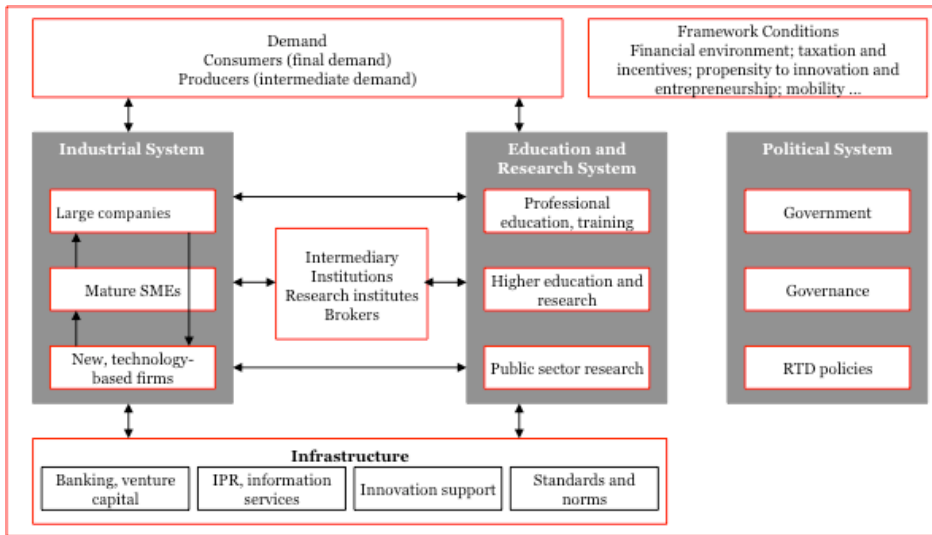 Demand
Consumers (final demand)
Producers (intermediate demand)
Framework Conditions
Financial environment; taxation and
incentives; propensity to innovation and
entrepreneurship; mobility ...
Industrial System
Large companies
Mature SMEs
New, technology-
based firms
Intermediary
Institutions
Research institutes
Brokers
Education and
Research System
Professional
education, training
Higher education and
research
Public sector research
Political System
Government
Governance
RTD policies
Infrastructure
Banking, venture
capital
IPR, information
services
Innovation support
Standards and
norms